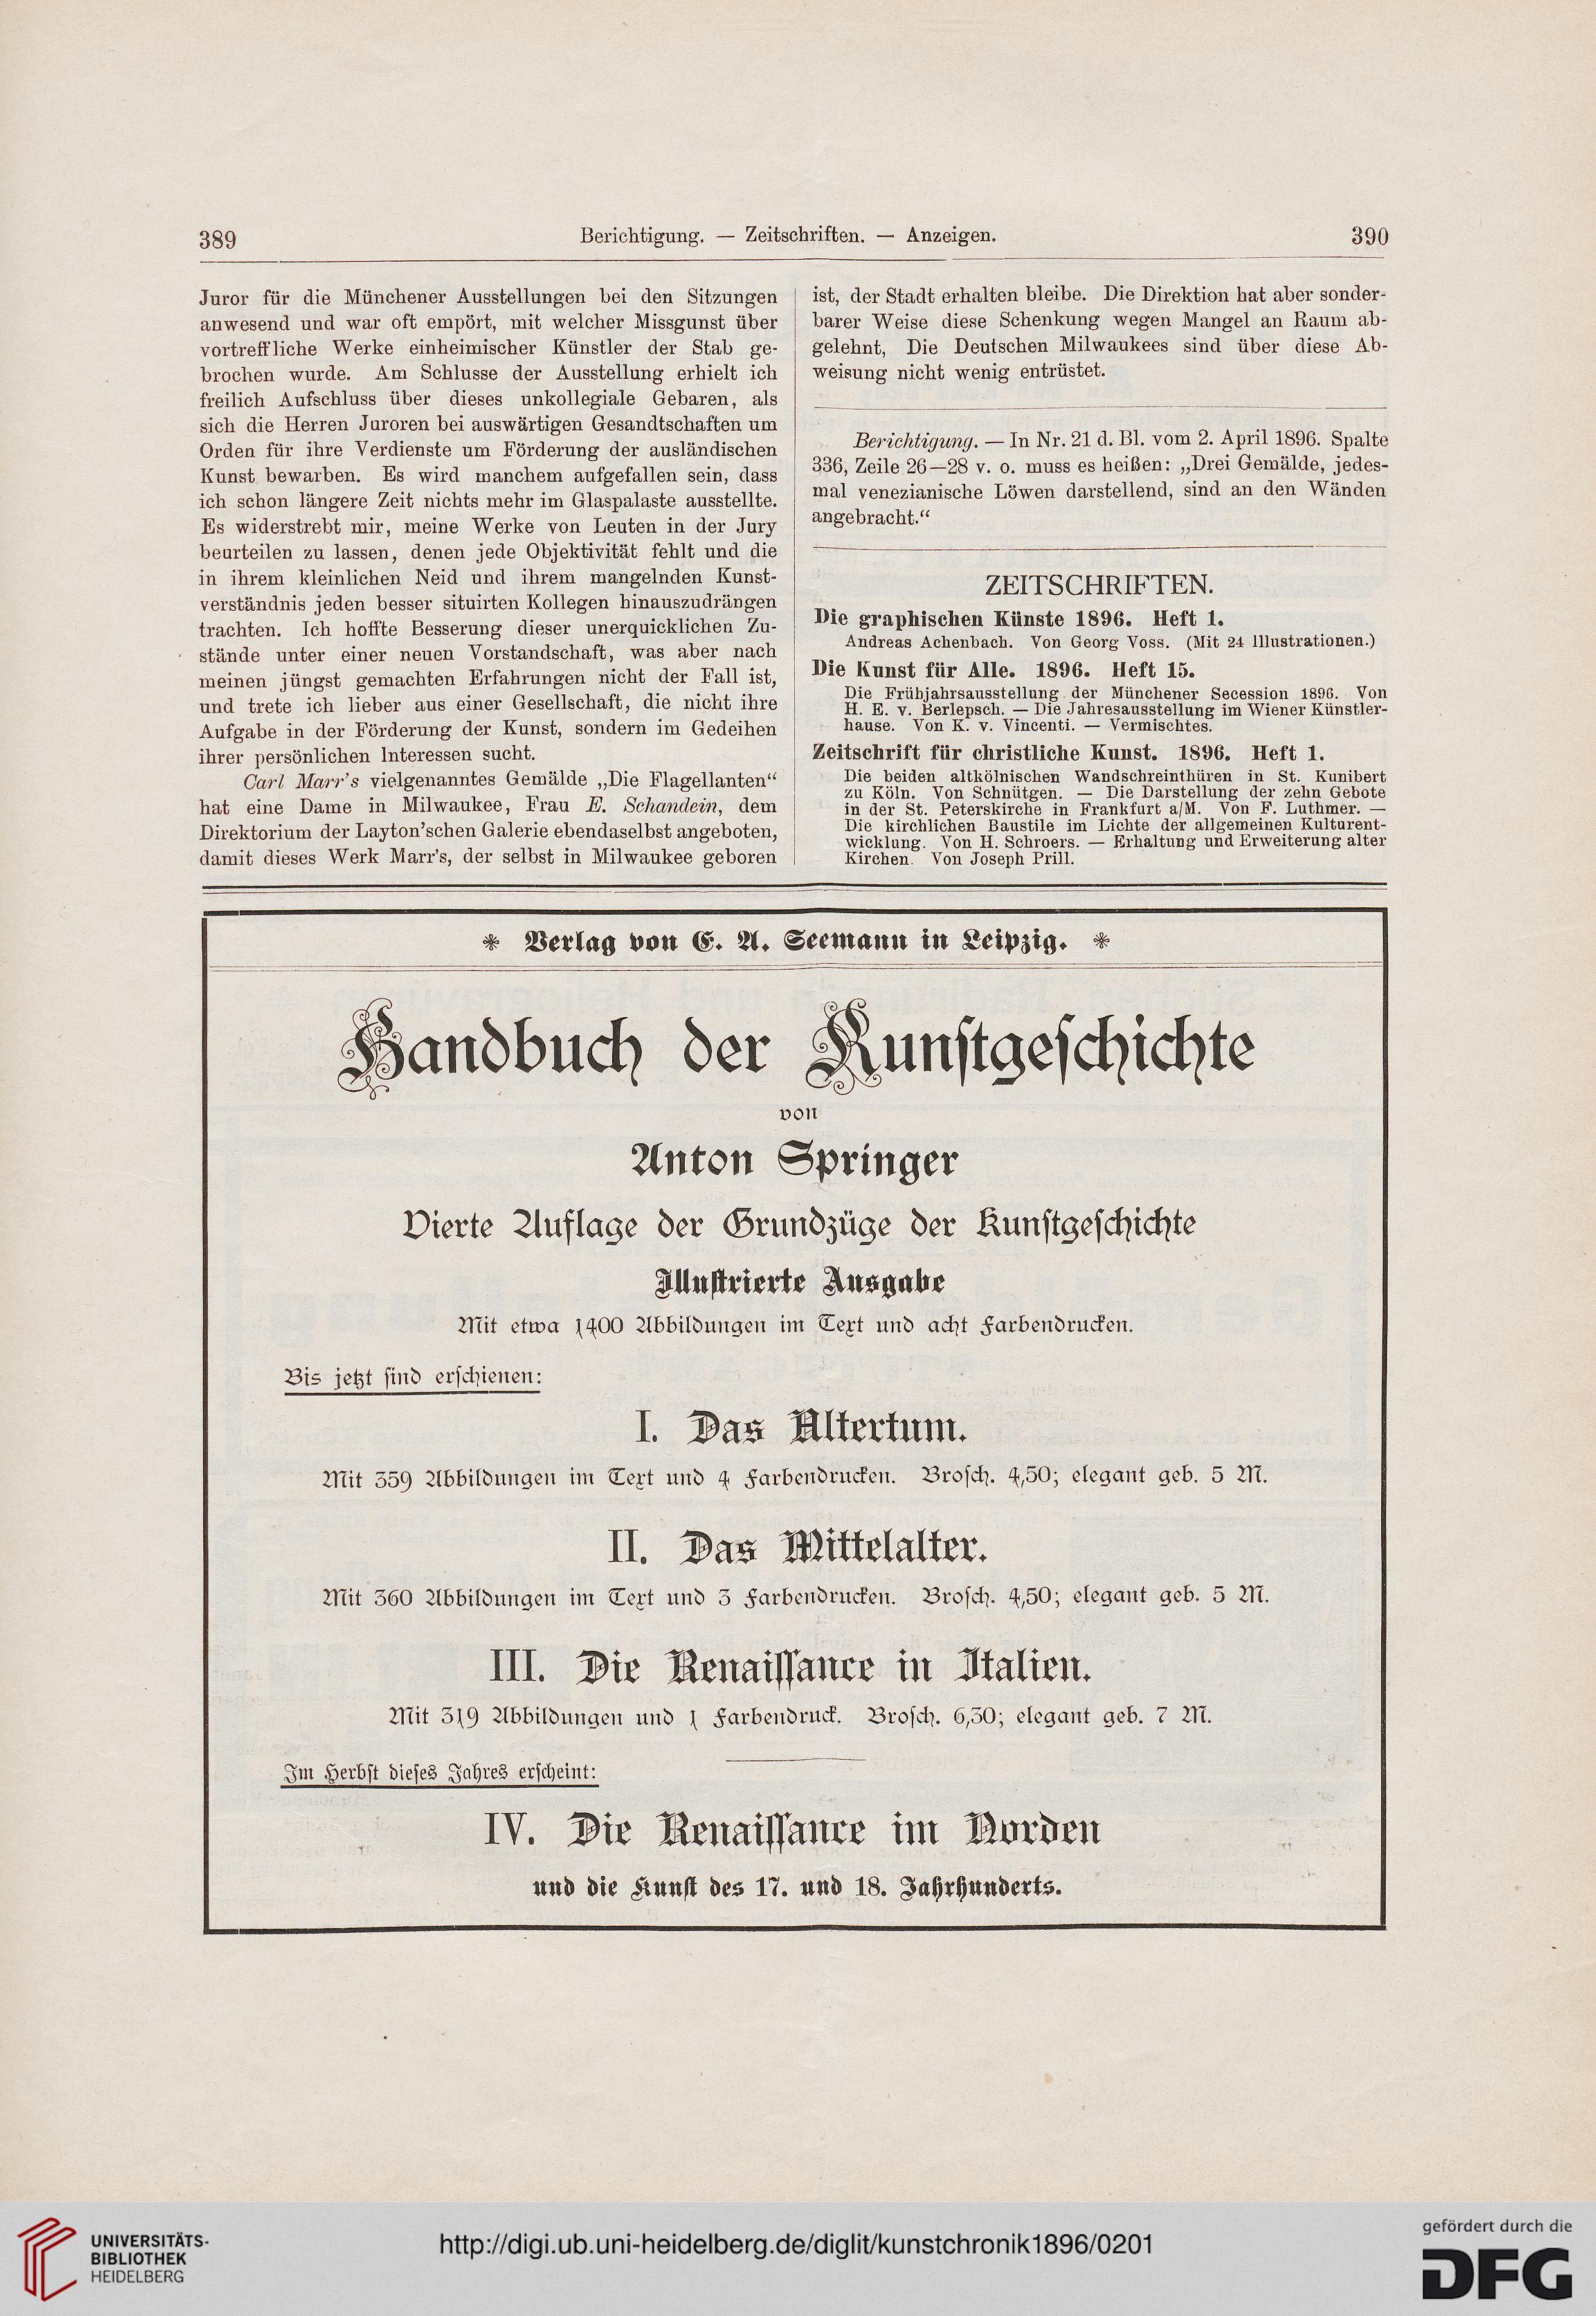 389
Berichtigung. — Zeitschriften. — Anzeigen.
390
Juror für die Münchener Ausstellungen bei den Sitzungen
anwesend und war oft empört, mit welcher Missgunst über
vortreffliche Werke einheimischer Künstler der Stab ge-
brochen wurde. Am Schlusse der Ausstellung erhielt ich
freilich Aufschluss über dieses unkollegiale Gebaren, als
sich die Herren Juroren bei auswärtigen Gesandtschaften um
Orden für ihre Verdienste um Förderung der ausländischen
Kunst bewarben. Es wird manchem aufgefallen sein, dass
ich schon längere Zeit nichts mehr im Glaspalaste ausstellte.
Es widerstrebt mir, meine Werke von Leuten in der Jury
beurteilen zu lassen, denen jede Objektivität fehlt und die
in ihrem kleinlichen Neid und ihrem mangelnden Kunst-
verständnis jeden besser situirten Kollegen hinauszudrängen
trachten. Ich hoffte Besserung dieser unerquicklichen Zu-
stände unter einer neuen Vorstandschaft, was aber nach
meinen jüngst gemachten Erfahrungen nicht der Fall ist,
und trete ich lieber aus einer Gesellschaft, die nicht ihre
Aufgabe in der Förderung der Kunst, sondern im Gedeihen
ihrer persönlichen Interessen sucht.
Carl Marr's vielgenanntes Gemälde „Die Flagellanten“
hat eine Dame in Milwaukee, Frau E. Schandein, dem
Direktorium der Layton'schen Galerie ebendaselbst angeboten,
damit dieses Werk Marr's, der selbst in Milwaukee geboren
ist, der Stadt erhalten bleibe. Die Direktion hat aber sonder-
barer Weise diese Schenkung wegen Mangel an Raum ab-
gelehnt, Die Deutschen Milwaukees sind über diese Ab-
weisung nicht wenig entrüstet.
Berichtigung. — In Nr. 21 d. Bl. vom 2. April 1896. Spalte
336, Zeile 26—28 v. o. muss es heißen: „Drei Gemälde, jedes-
mal venezianische Löwen darstellend, sind an den Wänden
angebracht.“
ZEITSCHRIFTEN.
Die graphischen Künste 1896. Heft 1.
Andreas Achenbach. Von Georg Voss. (Mit 24 Illustrationen.)
Die Kunst für Alle. 1896. Heft 15.
Die Frühjahrsausstellung der Münchener Secession 1896. Von
H. E. v. Berlepsch. — Die Jahresausstellung im Wiener Künstler-
hause. Von K. v. Vincenti. — Vermischtes.
Zeitschrift für christliche Kunst. 1896. Heft 1.
Die beiden altkölnischen Wandschreinthüren in St. Kunibert
zu Köln. Von Schnütgen. — Die Darstellung der zehn Gebote
in der St. Peterskirche in Frankfurt a/M. Von F. Luthmer. —
Die kirchlichen Baustile im Lichte der allgemeinen Kulturent-
wicklung. Von H. Schroers. — Erhaltung und Erweiterung alter
Kirchen. Von Joseph Prill.
Verlag von E. A. Seemann in Leipzig.
Handbuch der Kunstgeschichte
von
Anton Springer
Vierte Auflage der Grundzüge der Kunstgeschichte
Illustrierte Ausgabe
Mit etwa 1400 Abbildungen im Text und acht Farbendrucken.
Bis jetzt sind erschienen:
I. Das Altertum.
Mit 359 Abbildungen im Text und 4 Farbendrucken. Brosch. 4,50; elegant geb. 5 M.
II. Das Mittelalter.
Mit 360 Abbildungen im Text und 3 Farbendrucken. Brosch. 4,50; elegant geb. 5 M.
III. Die Renaissance in Italien.
Mit 319 Abbildungen und 1 Farbendruck. Brosch. 6,30; elegant geb. 7 M.
Im Herbst dieses Jahres erscheint:
IV. Die Renaissance im Norden
und die Kunst des 17. und 18. Jahrhunderts.
UNIVERSITÄTS-
BIBLIOTHEK
HEIDELBERG
http://digi.ub.uni-heidelberg.de/diglit/kunstchronik1896/0201
gefördert durch die
DFG